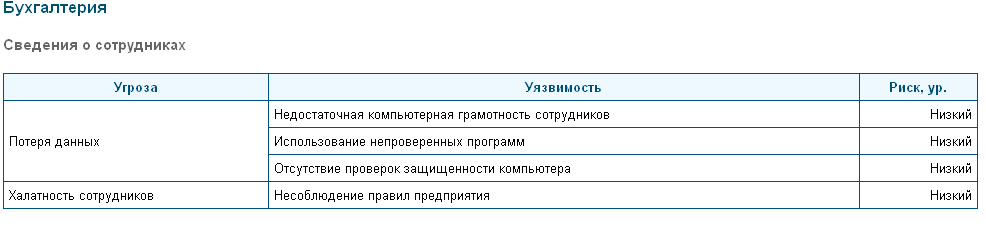 Бухгалтерия
Сведения о сотрудниках
Угроза Уязвимость Риск, ур.
Потеря данных Недостаточная компьютерная грамотность сотрудников Низкий
Использование непроверенных программ Низкий
Отсутствие проверок защищенности компьютера Низкий
Халатность сотрудников Несоблюдение правил предприятия Низкий